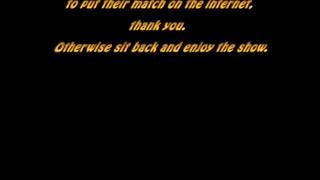 to put their match on the internet,
thank you.
Otherwise sit back and enjoy the show.